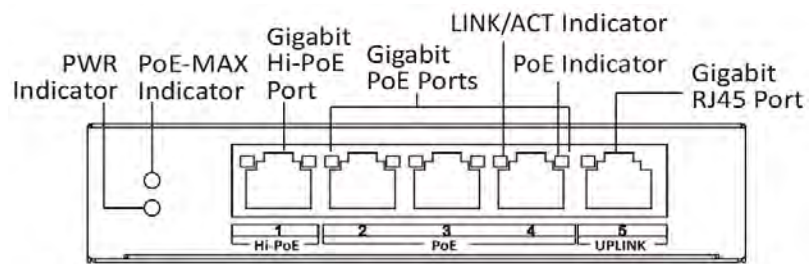 PWR
Indicator
PoE-MAX
Indicator
Gigabit
Hi-PoE
Port
Gigabit
PoE Ports
LINK/ACT Indicator
PoE Indicator
Gigabit
RJ45 Port
1 2 3 4 5
Hi-PoE PoE UPLINK